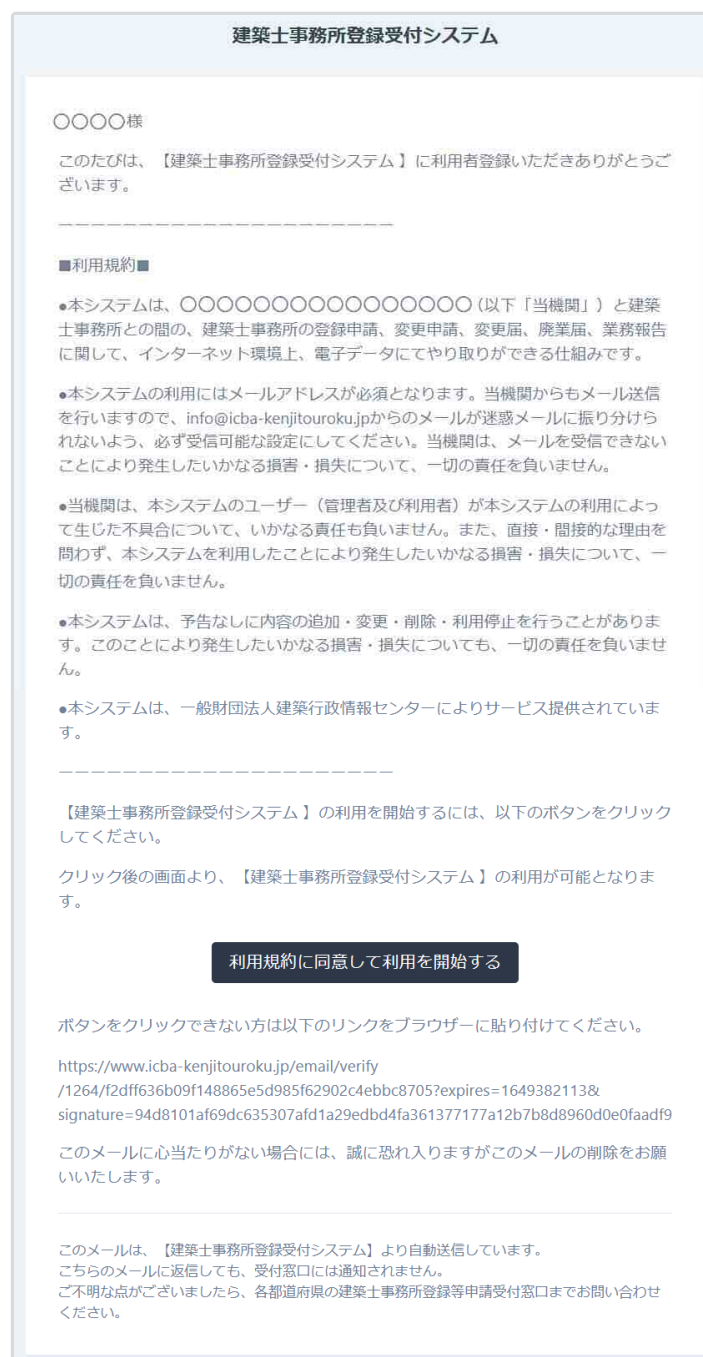 建築士事務所登録受付システム
〇〇〇〇様
このたびは、【建築士事務所登録受付システム 】に利用者登録いただきありがとうご
ざいます。
―――――――――――――――――――――
■利用規約■
●本システムは、〇〇〇〇〇〇〇〇〇〇〇〇〇〇〇〇(以下「当機関」）と建築
士事務所との間の、建築士事務所の登録申請、変更申請、変更届、廃業届、業務報告
に関して、インターネット環境上、電子データにてやり取りができる仕組みです。
●本システムの利用にはメールアドレスが必須となります。当機関からもメール送信
を行いますので、info@icba-kenjitouroku.jpからのメールが迷惑メールに振り分けら
れないよう、必ず受信可能な設定にしてください。当機関は、メールを受信できない
ことにより発生したいかなる損害・損失について、一切の責任を負いません。
●当機関は、本システムのユーザー（管理者及び利用者）が本システムの利用によっ
て生じた不具合について、いかなる責任も負いません。また、直接・間接的な理由を
問わず、本システムを利用したことにより発生したいかなる損害・損失について、一
切の責任を負いません。
●本システムは、予告なしに内容の追加・変更・削除・利用停止を行うことがありま
す。このことにより発生したいかなる損害・損失についても、一切の責任を負いませ
ん。
●本システムは、一般財団法人建築行政情報センターによりサービス提供されていま
す。
―――――――――――――――――――――
【建築士事務所登録受付システム 】の利用を開始するには、以下のボタンをクリック
してください。
クリック後の画面より、【建築士事務所登録受付システム 】の利用が可能となりま
す。
利用規約に同意して利用を開始する
ボタンをクリックできない方は以下のリンクをブラウザーに貼り付けてください。
https://www.icba-kenjitouroku.jp/email/verify
/1264/f2dff636b09f148865e5d985f62902c4ebbc8705?expires=1649382113&
signature=94d8101af69dc635307afd1a29edbd4fa361377177a12b7b8d8960d0e0faadf9
このメールに心当たりがない場合には、誠に恐れ入りますがこのメールの削除をお願
いいたします。
このメールは、【建築士事務所登録受付システム】より自動送信しています。
こちらのメールに返信しても、受付窓口には通知されません。
ご不明な点がございましたら、各都道府県の建築士事務所登録等申請受付窓口までお問い合わせ
ください。